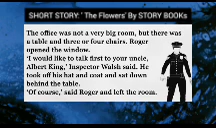 SHORT STORY: ' The Flowers' By STORY BOOKs
The office was not a very big room, but there was
a table and three or four chairs. Roger
opened the window.
'I would like to talk first to your uncle,
Albert King,' Inspector Walsh said. He
took off his hat and coat and sat down
behind the table.
'Of course,' said Roger and left the room.